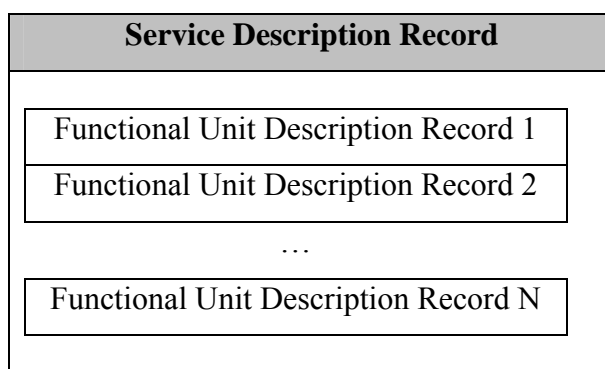 Service Description Record
Functional Unit Description Record 1
Functional Unit Description Record 2
…
Functional Unit Description Record N